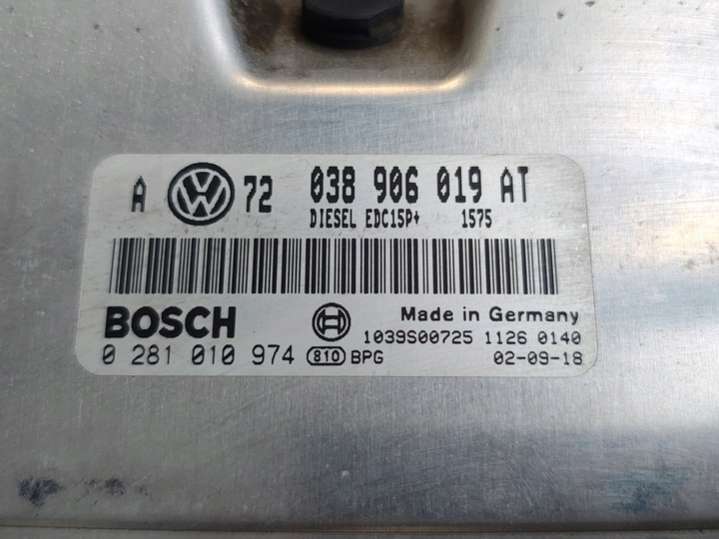 A VW 72 038 906 019 AT
DIESEL EDC15P+ 1575
BOSCH Made in Germany
1039S00725 1126 0140
0 281 010 974 810 BPG 02-09-18